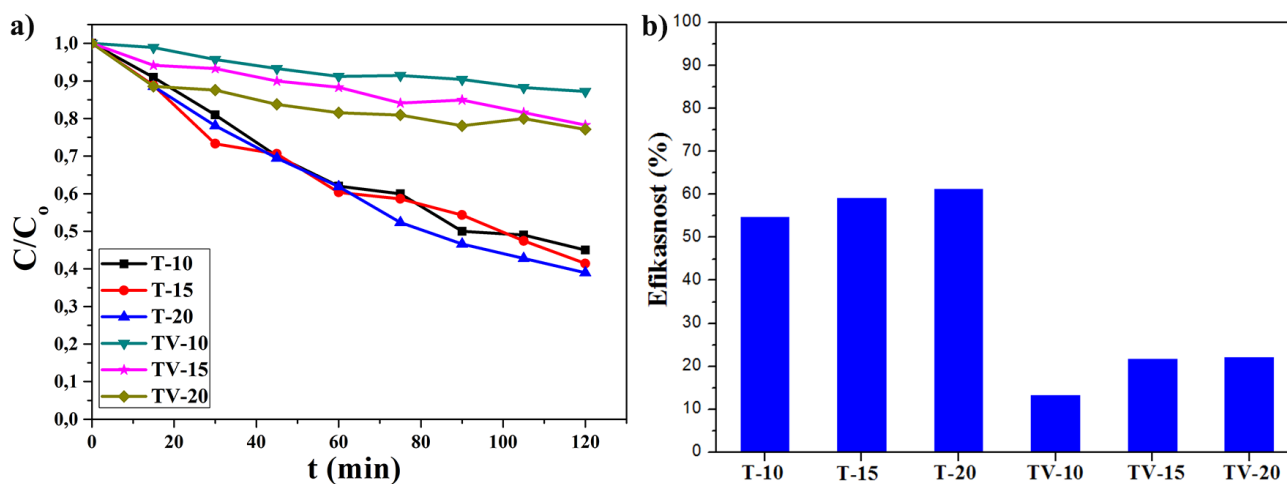 a)
C/Co
1,0
0,9
0,8
0,7
0,6
0,5
0,4
0,3
0,2
0,1
0,0
T-10
T-15
T-20
TV-10
TV-15
TV-20
0 20 40 60 80 100 120
t (min)
b)
Efikasnost (%)
100
90
80
70
60
50
40
30
20
10
0
T-10 T-15 T-20 TV-10 TV-15 TV-20